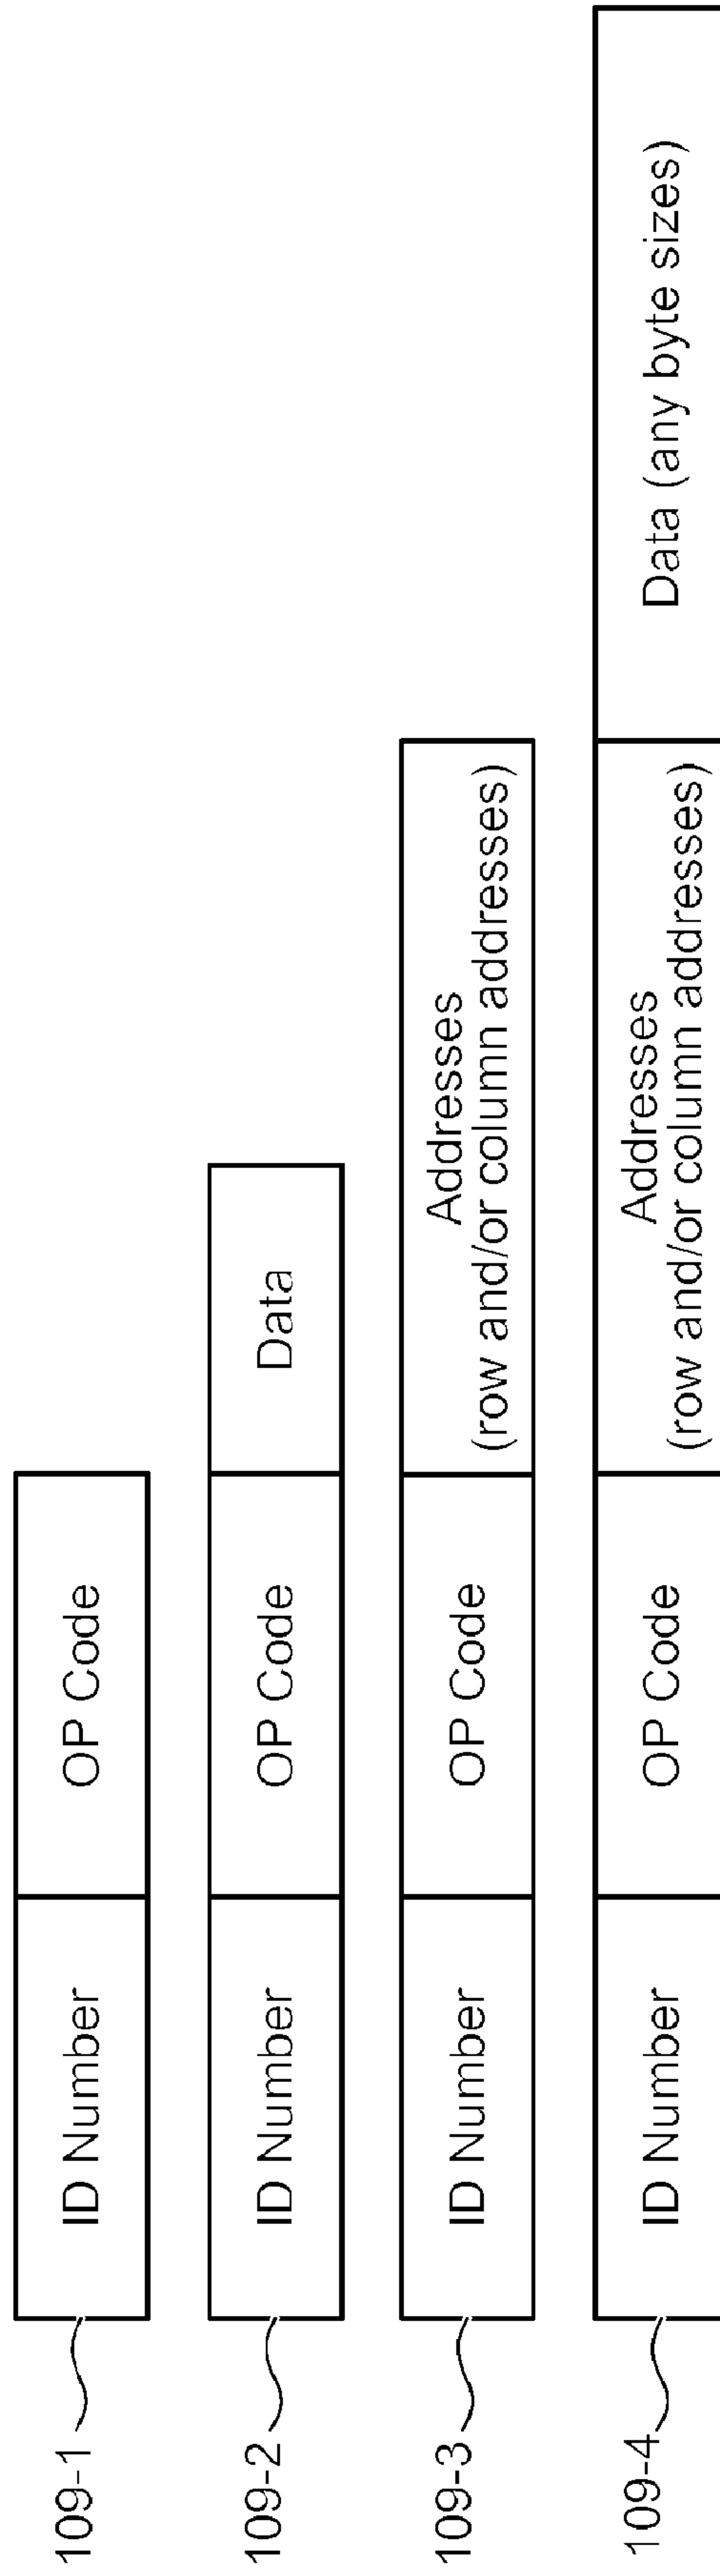 109-1
ID Number
OP Code
109-2
ID Number
OP Code
Data
109-3
ID Number
OP Code
Addresses
(row and/or column addresses)
109-4
ID Number
OP Code
Addresses
(row and/or column addresses)
Data (any byte sizes)